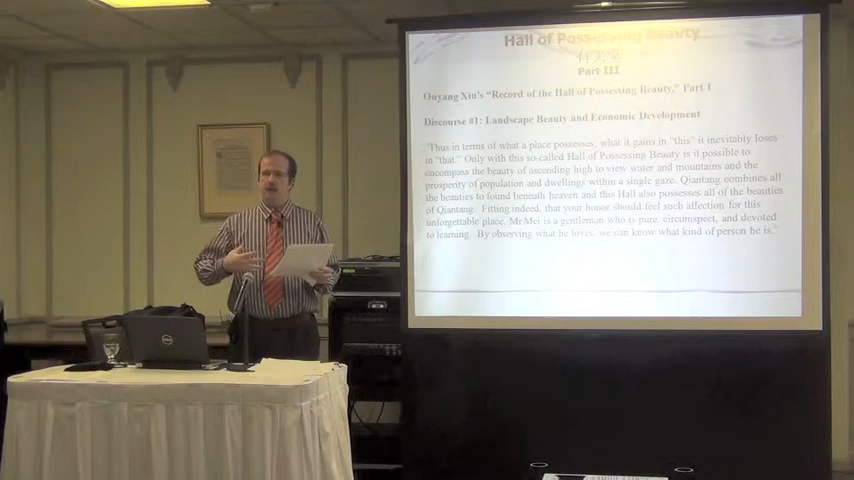 Hall of Possessing Beauty
有美堂
Part III
Ouyang Xiu's "Record of the Hall of Possessing Beauty," Part I
Discourse #1: Landscape Beauty and Economic Development
"Thus in terms of what a place possesses, what it gains in "this" it inevitably loses
in "that." Only with this so-called Hall of Possessing Beauty is it possible to
encompass the beauty of ascending high to view water and mountains and the
prosperity of population and dwellings within a single gaze. Qiantang combines all
the beauties to found beneath heaven and this Hall also possesses all of the beauties
of Qiantang. Fitting indeed, that your honor should feel such affection for this
unforgettable place. Mr. Mei is a gentleman who is pure, circumspect, and devoted
to learning. By observing what he loves, we can know what kind of person he is."
DELL